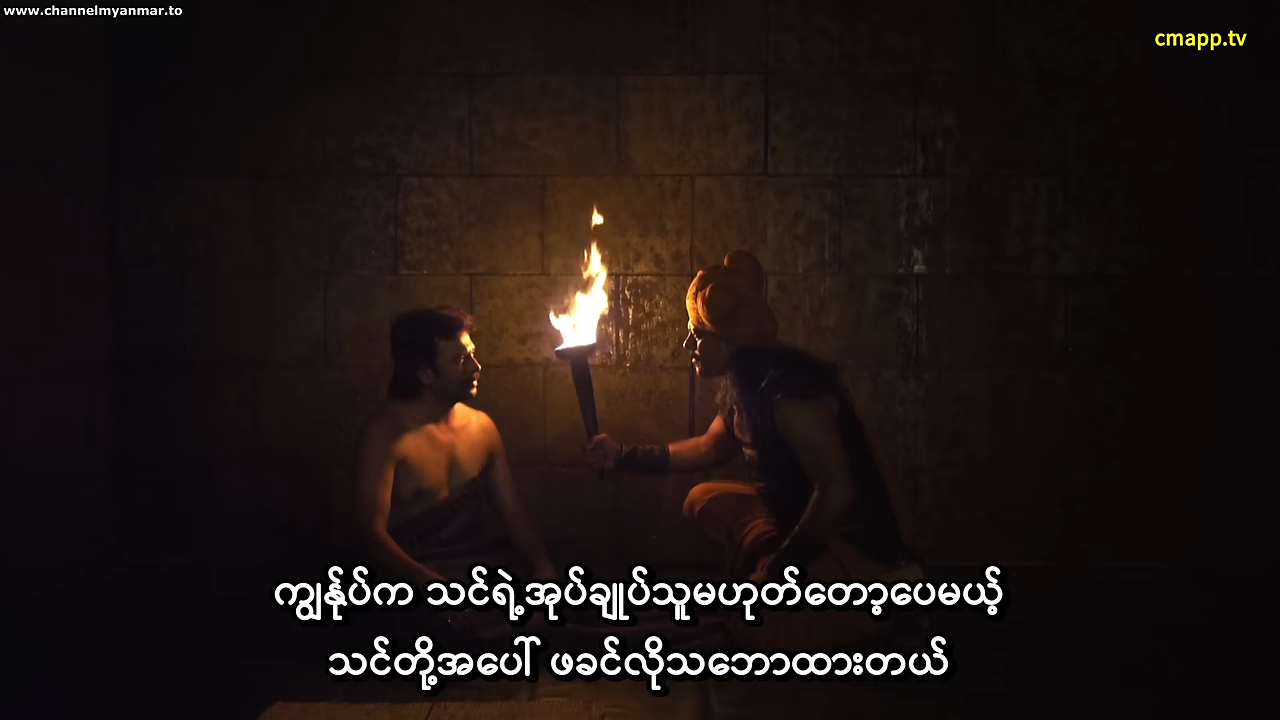 www.channelmyanmar.to
cmapp.tv
ကျွန်ုပ်က သင်ရဲ့အုပ်ချုပ်သူမဟုတ်တော့ပေမယ့်
သင်တို့အပေါ် ဖခင်လိုသဘောထားတယ်